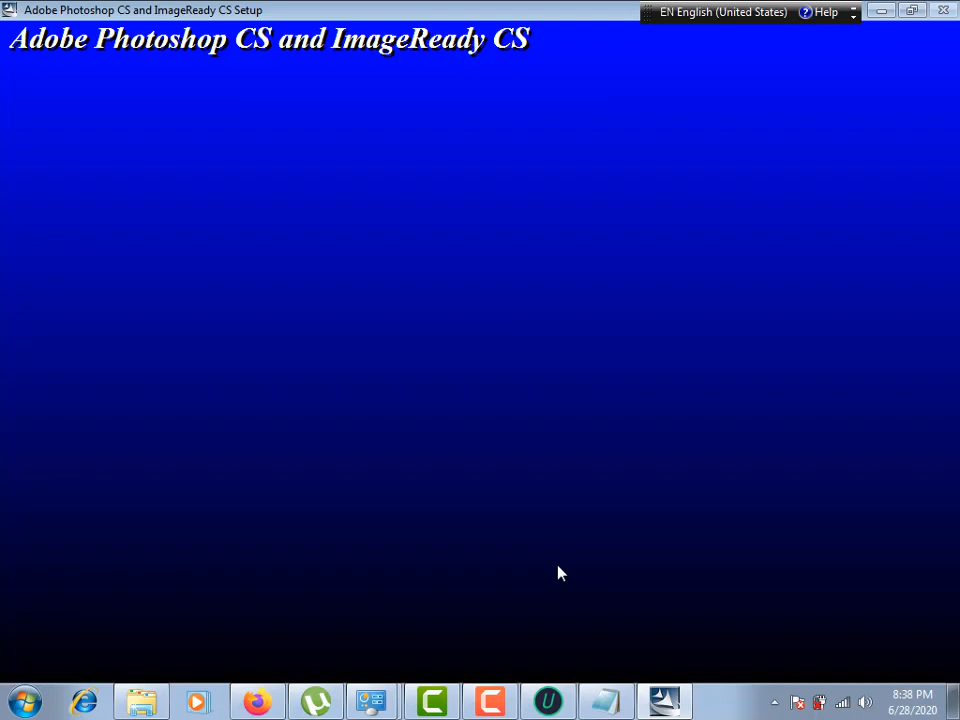 Adobe Photoshop CS and ImageReady CS Setup
EN English (United States) ? Help
Adobe Photoshop CS and ImageReady CS
8:38 PM
6/28/2020